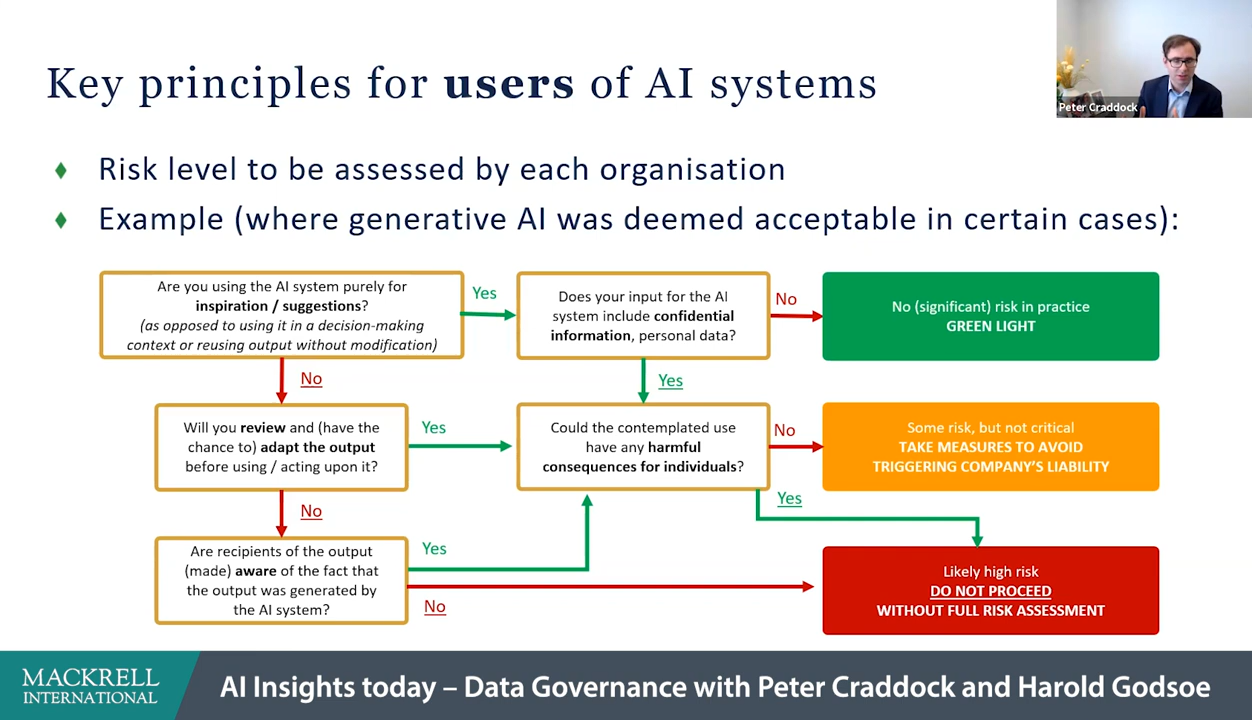 Key principles for users of AI systems
Peter Craddock
Risk level to be assessed by each organisation
Example (where generative AI was deemed acceptable in certain cases):
Are you using the AI system purely for
inspiration / suggestions?
(as opposed to using it in a decision-making
context or reusing output without modification)
Yes
Does your input for the AI
system include confidential
information, personal data?
No
No (significant) risk in practice
GREEN LIGHT
No
Yes
Will you review and (have the
chance to) adapt the output
before using / acting upon it?
Yes
Could the contemplated use
have any harmful
consequences for individuals?
No
Some risk, but not critical
TAKE MEASURES TO AVOID
TRIGGERING COMPANY'S LIABILITY
No
Yes
Are recipients of the output
(made) aware of the fact that
the output was generated by
the AI system?
Yes
No
Likely high risk
DO NOT PROCEED
WITHOUT FULL RISK ASSESSMENT
MACKRELL
INTERNATIONAL
AI Insights today – Data Governance with Peter Craddock and Harold Godsoe